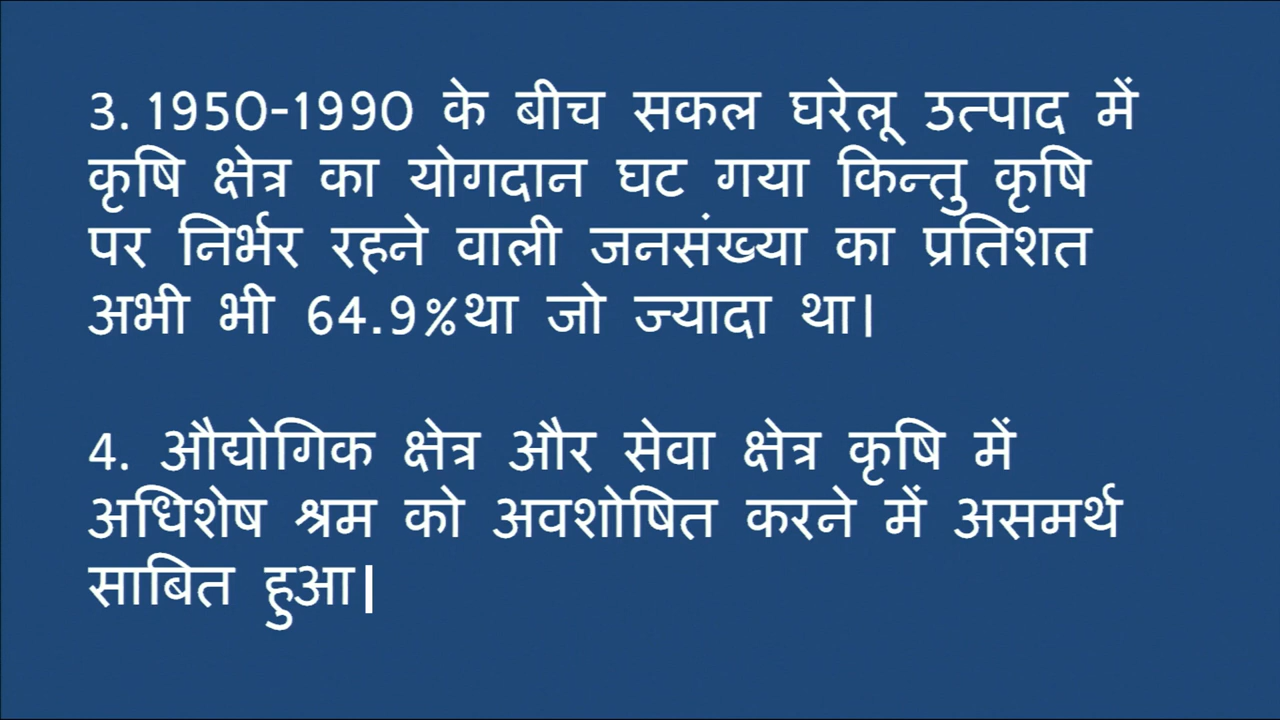 3. 1950-1990 के बीच सकल घरेलू उत्पाद में
कृषि क्षेत्र का योगदान घट गया किन्तु कृषि
पर निर्भर रहने वाली जनसंख्या का प्रतिशत
अभी भी 64.9%था जो ज्यादा था।
4. औद्योगिक क्षेत्र और सेवा क्षेत्र कृषि में
अधिशेष श्रम को अवशोषित करने में असमर्थ
साबित हुआ।